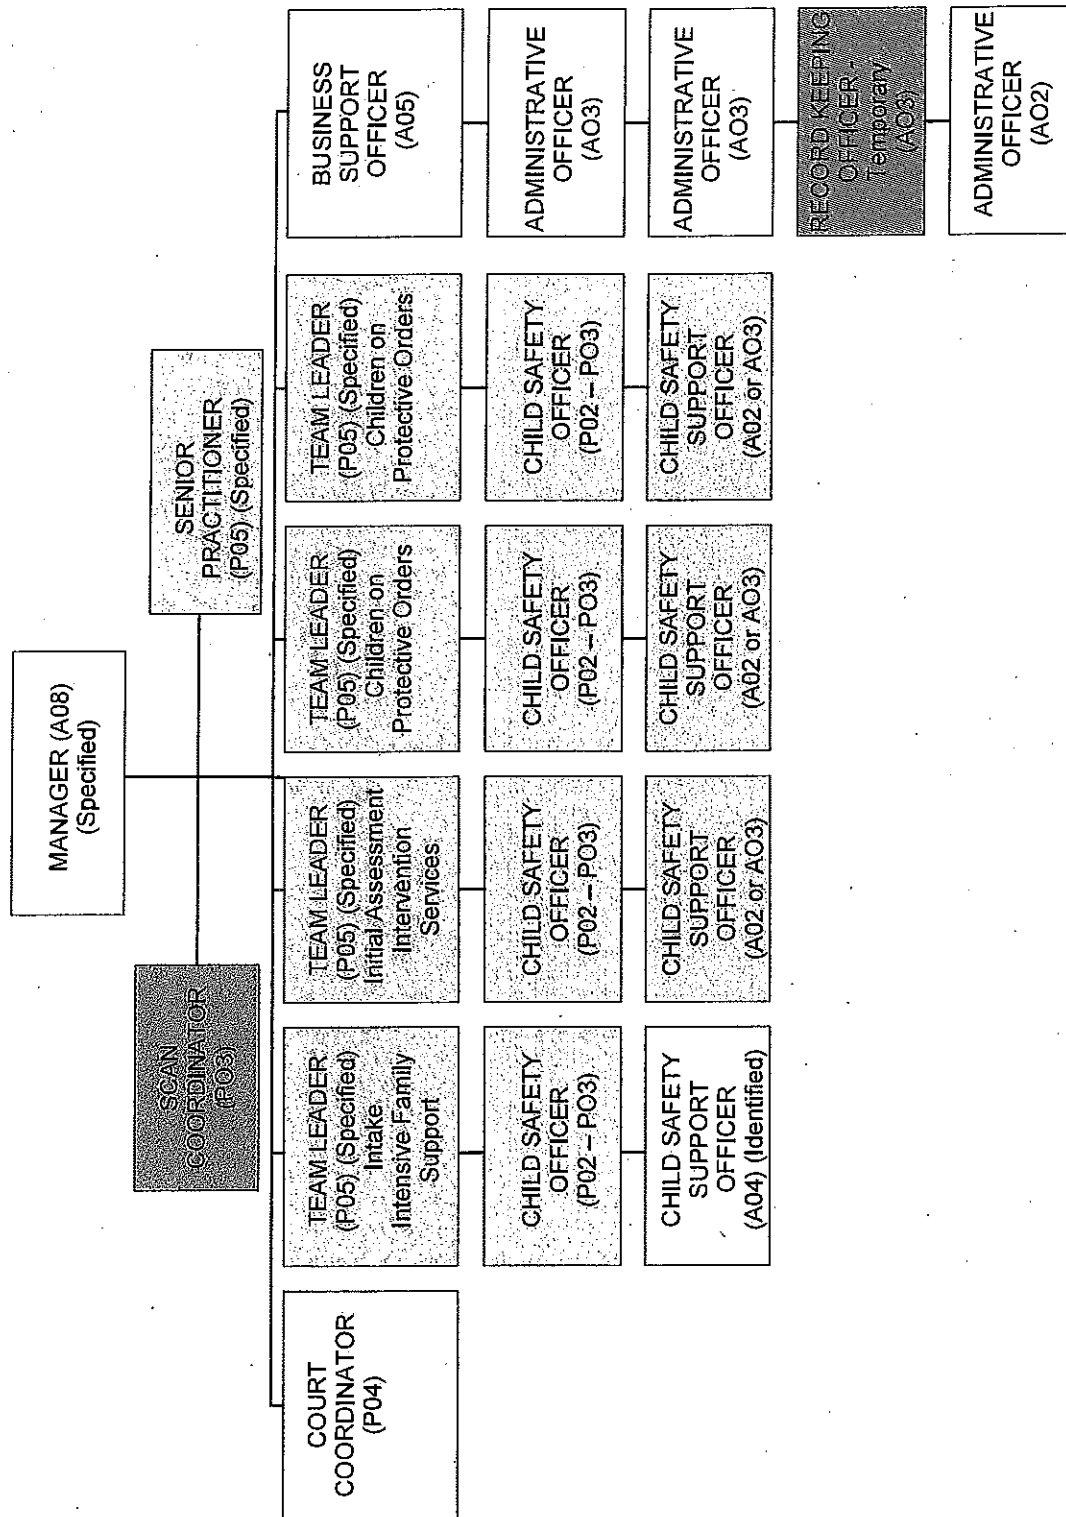 MANAGER (A08)
(Specified)
SCAN
COORDINATOR
(PO3)
SENIOR
PRACTITIONER
(P05) (Specified)
COURT
COORDINATOR
(P04)
TEAM LEADER
(P05) (Specified)
Intake
Intensive Family
Support
TEAM LEADER
(P05) (Specified)
Initial Assessment
Intervention
Services
TEAM LEADER
(P05) (Specified)
Children on
Protective Orders
TEAM LEADER
(P05) (Specified)
Children on
Protective Orders
BUSINESS
SUPPORT
OFFICER
(A05)
CHILD SAFETY
OFFICER
(P02 – PO3)
CHILD SAFETY
OFFICER
(P02 – PO3)
CHILD SAFETY
OFFICER
(P02 – PO3)
CHILD SAFETY
OFFICER
(P02 – PO3)
ADMINISTRATIVE
OFFICER
(AO3)
CHILD SAFETY
SUPPORT
OFFICER
(A04) (Identified)
CHILD SAFETY
SUPPORT
OFFICER
(A02 or AO3)
CHILD SAFETY
SUPPORT
OFFICER
(A02 or AO3)
CHILD SAFETY
SUPPORT
OFFICER
(A02 or AO3)
ADMINISTRATIVE
OFFICER
(AO3)
RECORD KEEPING
OFFICER -
Temporary
(AO3)
ADMINISTRATIVE
OFFICER
(AO2)